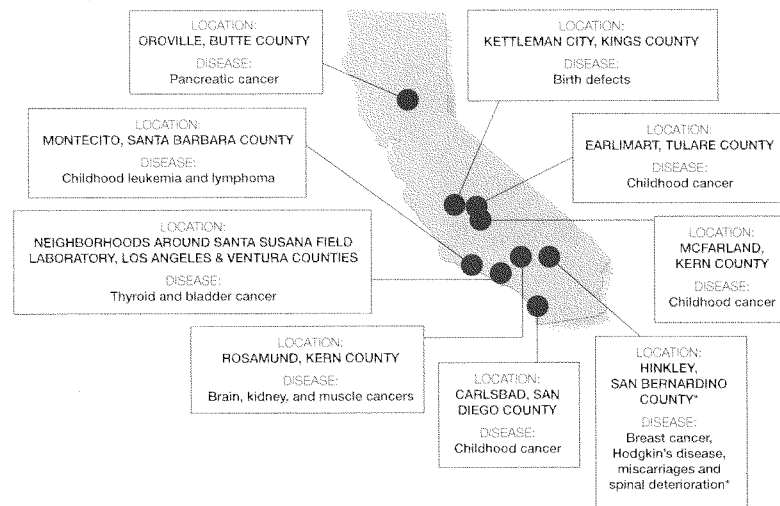 LOCATION:
OROVILLE, BUTTE COUNTY
DISEASE:
Pancreatic cancer
LOCATION:
KETTLEMAN CITY, KINGS COUNTY
DISEASE:
Birth defects
LOCATION:
MONTECITO, SANTA BARBARA COUNTY
DISEASE:
Childhood leukemia and lymphoma
LOCATION:
EARLIMART, TULARE COUNTY
DISEASE:
Childhood cancer
LOCATION:
NEIGHBORHOODS AROUND SANTA SUSANA FIELD
LABORATORY, LOS ANGELES & VENTURA COUNTIES
DISEASE:
Thyroid and bladder cancer
LOCATION:
MCFARLAND,
KERN COUNTY
DISEASE:
Childhood cancer
LOCATION:
ROSAMUND, KERN COUNTY
DISEASE:
Brain, kidney, and muscle cancers
LOCATION:
CARLSBAD, SAN
DIEGO COUNTY
DISEASE:
Childhood cancer
LOCATION:
HINKLEY,
SAN BERNARDINO
COUNTY*
DISEASE:
Breast cancer,
Hodgkin's disease,
miscarriages and
spinal deterioration*